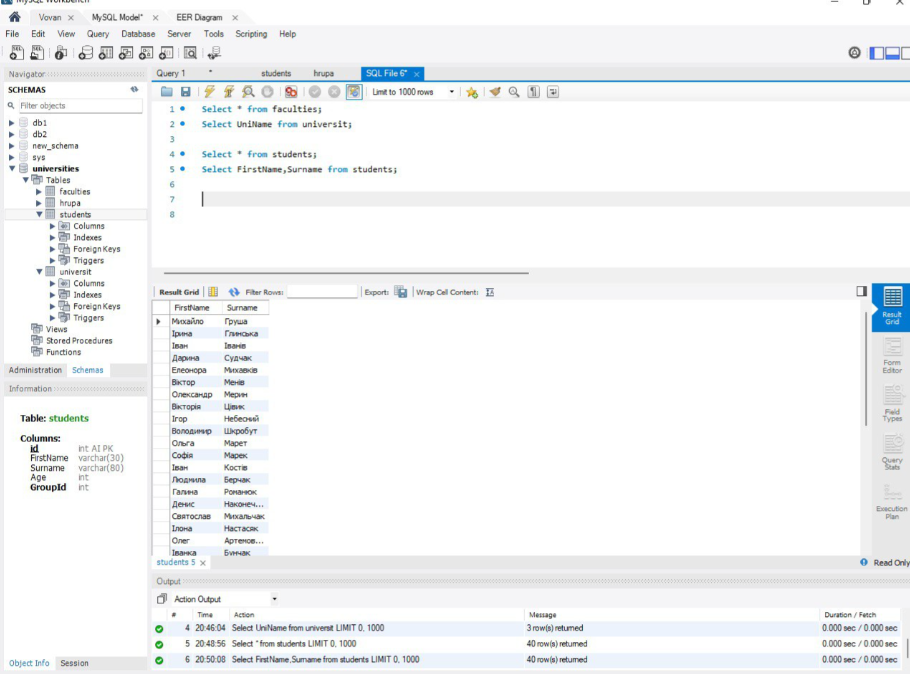 MySQL Workbench
Vovan × MySQL Model* × EER Diagram ×
File Edit View Query Database Server Tools Scripting Help
Navigator
SCHEMAS
Filter objects
db1
db2
new_schema
sys
universities
Tables
faculties
hrupa
students
Columns
Indexes
Foreign Keys
Triggers
universit
Columns
Indexes
Foreign Keys
Triggers
Views
Stored Procedures
Functions
Administration Schemas
Information
Table: students
Columns:
id int AI PK
FirstName varchar(30)
Surname varchar(80)
Age int
GroupId int
Object Info Session
Query 1 * students hrupa SQL File 6* ×
Limit to 1000 rows
1 Select * from faculties;
2 Select UniName from universit;
3
4 Select * from students;
5 Select FirstName,Surname from students;
6
7
8
Result Grid Filter Rows: Export: Wrap Cell Content:
FirstName Surname
Михайло Груша
Ірина Глинська
Іван Іванів
Дарина Судчак
Елеонора Михавків
Віктор Менів
Олександр Мерин
Вікторія Цівик
Ігор Небесний
Володимир Шкробут
Ольга Марет
Софія Марек
Іван Костів
Людмила Берчак
Галина Романюк
Денис Наконеч...
Святослав Михальчак
Ілона Настасяк
Олег Артемов...
Іванка Бунчак
Result Grid
Form Editor
Field Types
Query Stats
Execution Plan
students 5 × Read Only
Output
Action Output
# Time Action Message Duration / Fetch
4 20:46:04 Select UniName from universit LIMIT 0, 1000 3 row(s) returned 0.000 sec / 0.000 sec
5 20:48:56 Select * from students LIMIT 0, 1000 40 row(s) returned 0.000 sec / 0.000 sec
6 20:50:08 Select FirstName,Surname from students LIMIT 0, 1000 40 row(s) returned 0.000 sec / 0.000 sec